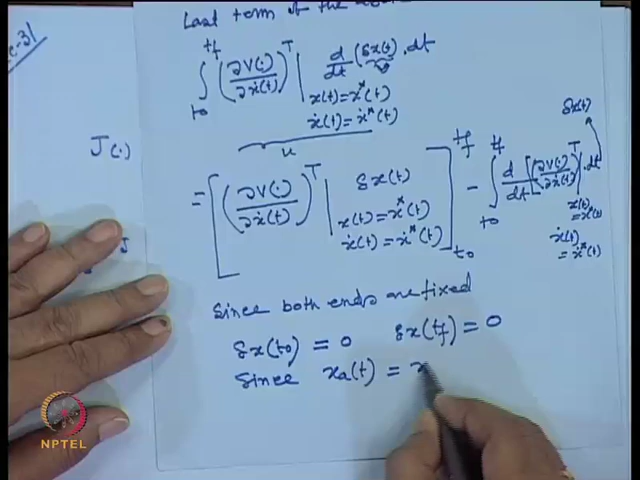 Last term of the
c-31
∫_{t0}^{tf} (∂V(·)/∂ẋ(t))^T | d/dt (δx(t)) . dt
x(t)=x*(t)
ẋ(t)=ẋ*(t)
u
δx(t)
J(·)
= [ (∂V(·)/∂ẋ(t))^T | δx(t) ]_{t0}^{tf} - ∫_{t0}^{tf} d/dt [(∂V(·)/∂ẋ(t))^T | . dt
x(t)=x*(t)
ẋ(t)=ẋ*(t)
x(t)
=x*(t)
ẋ(t)
=ẋ*(t)
J
Since both ends are fixed
δx(t0) = 0 δx(tf) = 0
Since xa(t) = x
NPTEL